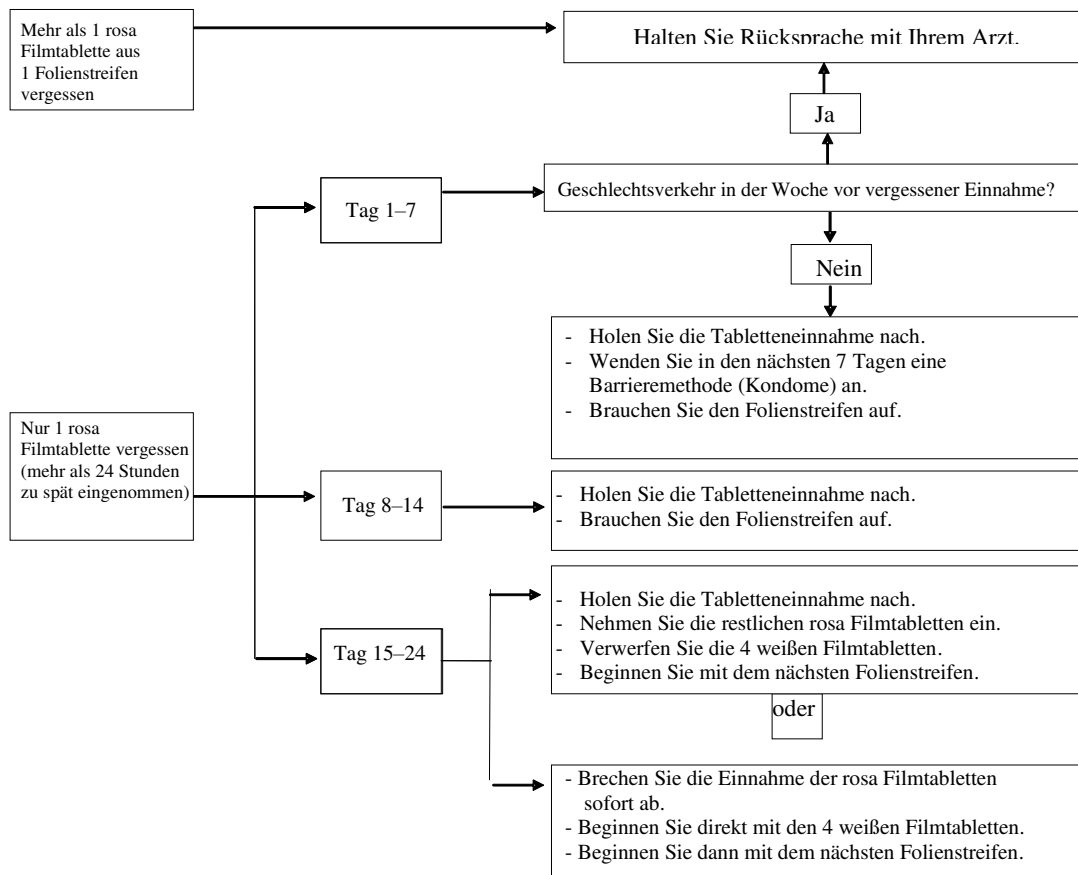 Mehr als 1 rosa
Filmtablette aus
1 Folienstreifen
vergessen
Halten Sie Rücksprache mit Ihrem Arzt.
Ja
Geschlechtsverkehr in der Woche vor vergessener Einnahme?
Tag 1–7
Nein
- Holen Sie die Tabletteneinnahme nach.
- Wenden Sie in den nächsten 7 Tagen eine
Barrieremethode (Kondome) an.
- Brauchen Sie den Folienstreifen auf.
Nur 1 rosa
Filmtablette vergessen
(mehr als 24 Stunden
zu spät eingenommen)
Tag 8–14
- Holen Sie die Tabletteneinnahme nach.
- Brauchen Sie den Folienstreifen auf.
Tag 15–24
- Holen Sie die Tabletteneinnahme nach.
- Nehmen Sie die restlichen rosa Filmtabletten ein.
- Verwerfen Sie die 4 weißen Filmtabletten.
- Beginnen Sie mit dem nächsten Folienstreifen.
oder
- Brechen Sie die Einnahme der rosa Filmtabletten
sofort ab.
- Beginnen Sie direkt mit den 4 weißen Filmtabletten.
- Beginnen Sie dann mit dem nächsten Folienstreifen.